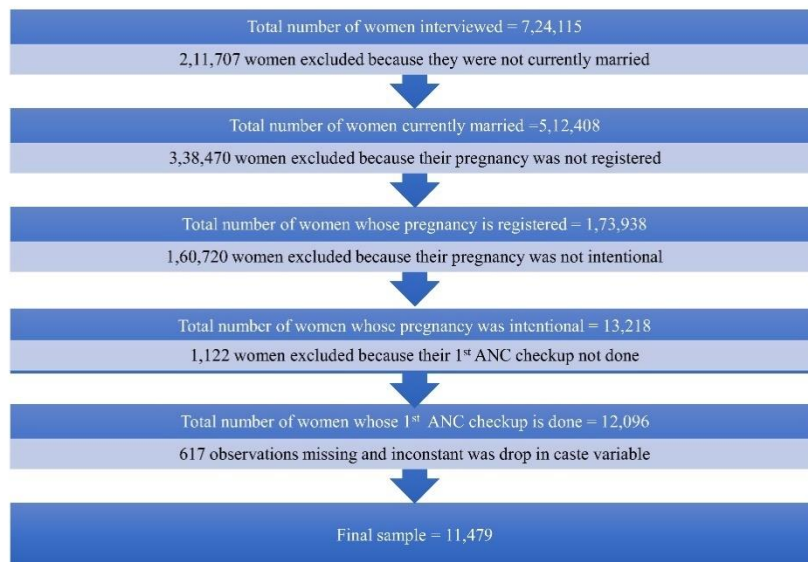 Total number of women interviewed = 7,24,115
2,11,707 women excluded because they were not currently married
Total number of women currently married =5,12,408
3,38,470 women excluded because their pregnancy was not registered
Total number of women whose pregnancy is registered = 1,73,938
1,60,720 women excluded because their pregnancy was not intentional
Total number of women whose pregnancy was intentional = 13,218
1,122 women excluded because their 1st ANC checkup not done
Total number of women whose 1st ANC checkup is done = 12,096
617 observations missing and inconstant was drop in caste variable
Final sample = 11,479